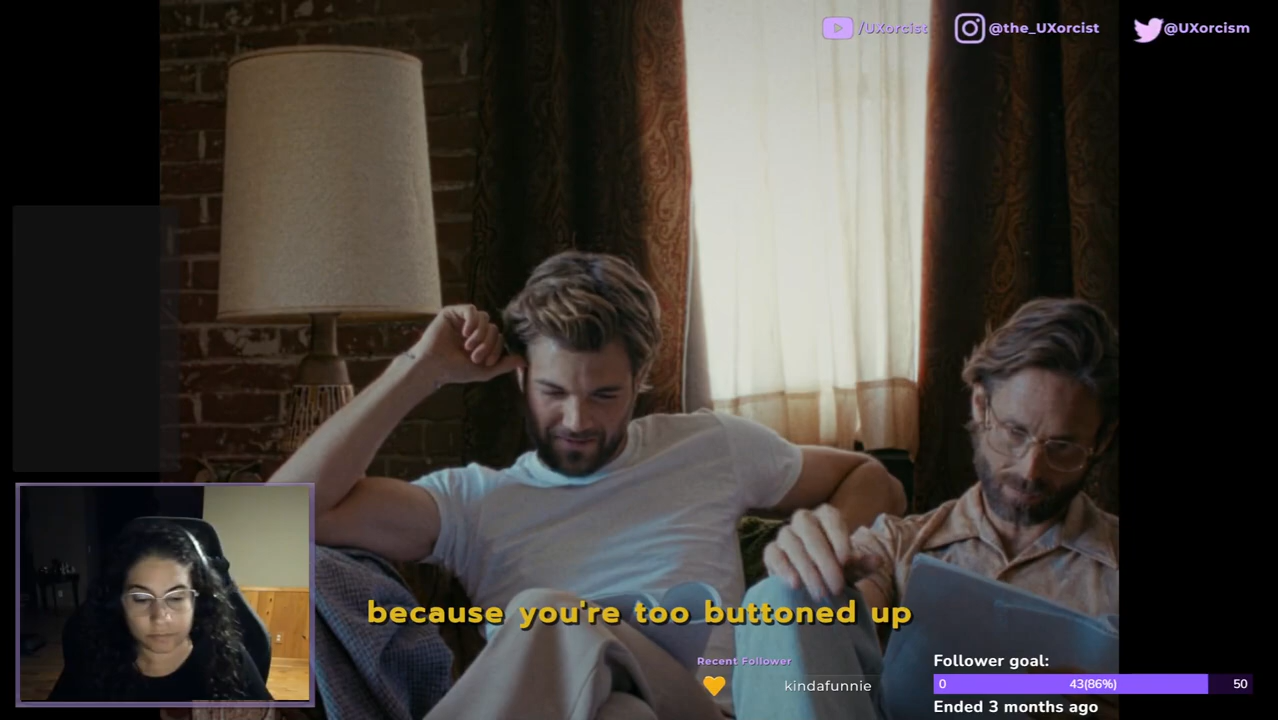 /UXorcist @the_UXorcist @UXorcism
because you're too buttoned up
Recent Follower
kindafunnie
Follower goal:
0 43(86%) 50
Ended 3 months ago